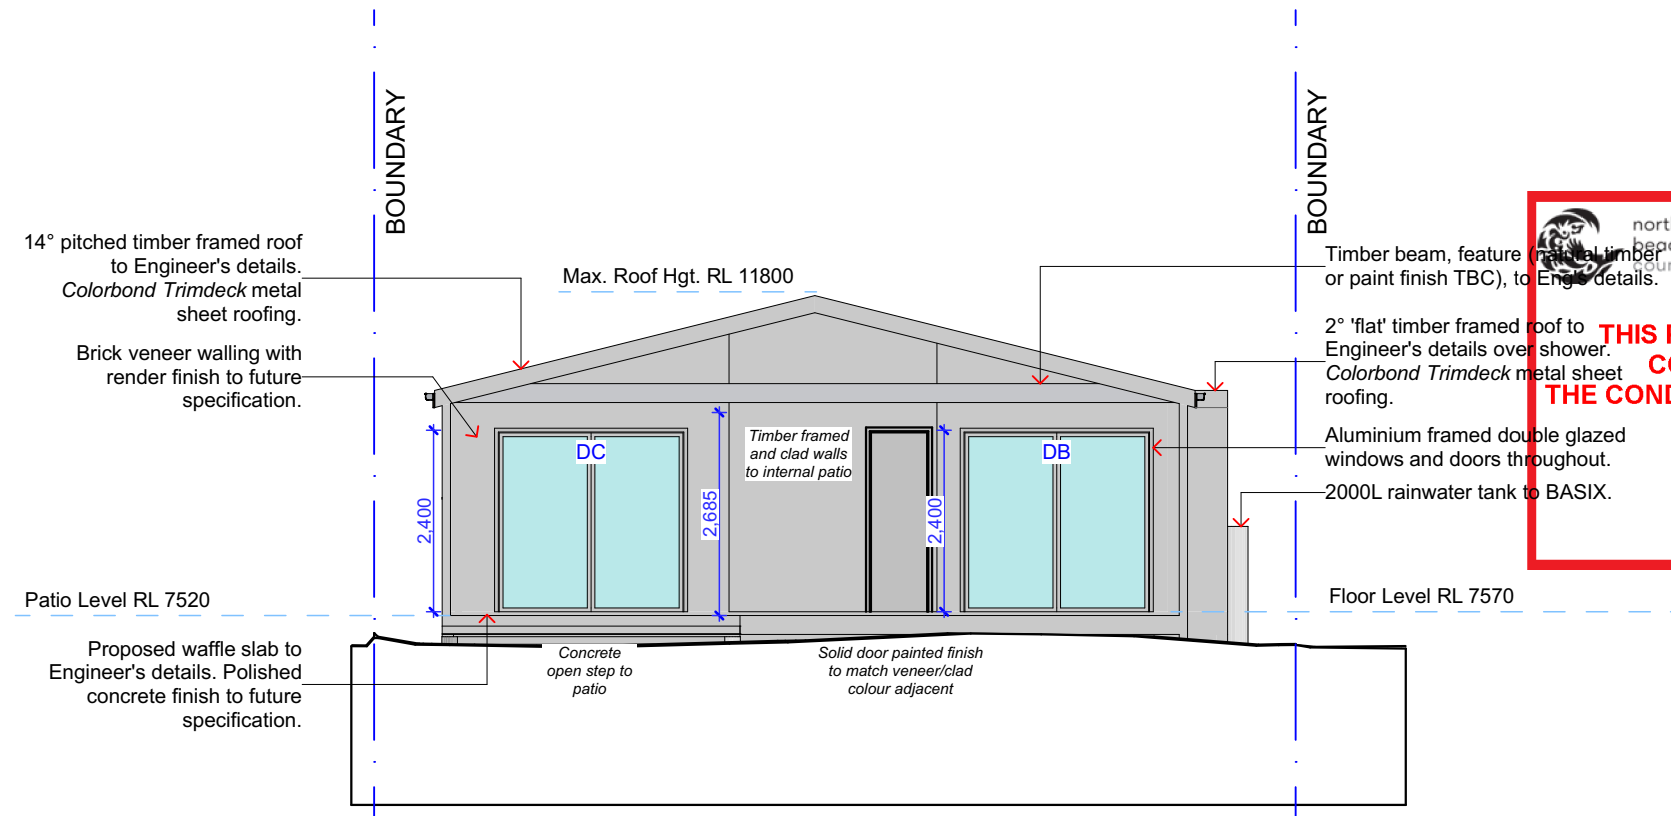 BOUNDARY
BOUNDARY
14° pitched timber framed roof
to Engineer's details.
Colorbond Trimdeck metal
sheet roofing.
Brick veneer walling with
render finish to future
specification.
Max. Roof Hgt. RL 11800
Timber beam, feature (natural timber
or paint finish TBC), to Eng's details.
2° 'flat' timber framed roof to
Engineer's details over shower.
Colorbond Trimdeck metal sheet
roofing.
Aluminium framed double glazed
windows and doors throughout.
2000L rainwater tank to BASIX.
THIS
THE
DC
Timber framed
and clad walls
to internal patio
DB
2,400
2,685
2,400
Patio Level RL 7520
Floor Level RL 7570
Proposed waffle slab to
Engineer's details. Polished
concrete finish to future
specification.
Concrete
open step to
patio
Solid door painted finish
to match veneer/clad
colour adjacent